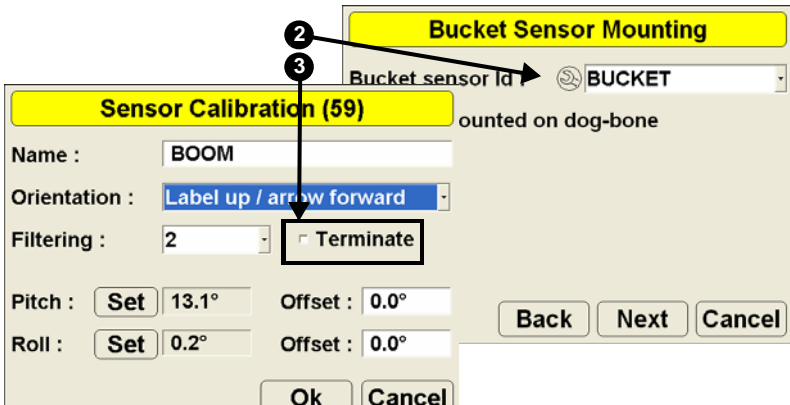 2
3
Bucket Sensor Mounting
Bucket sensor Id : BUCKET
ounted on dog-bone
Back Next Cancel
Sensor Calibration (59)
Name : BOOM
Orientation : Label up / arrow forward
Filtering : 2 Terminate
Pitch : Set 13.1° Offset : 0.0°
Roll : Set 0.2° Offset : 0.0°
Ok Cancel